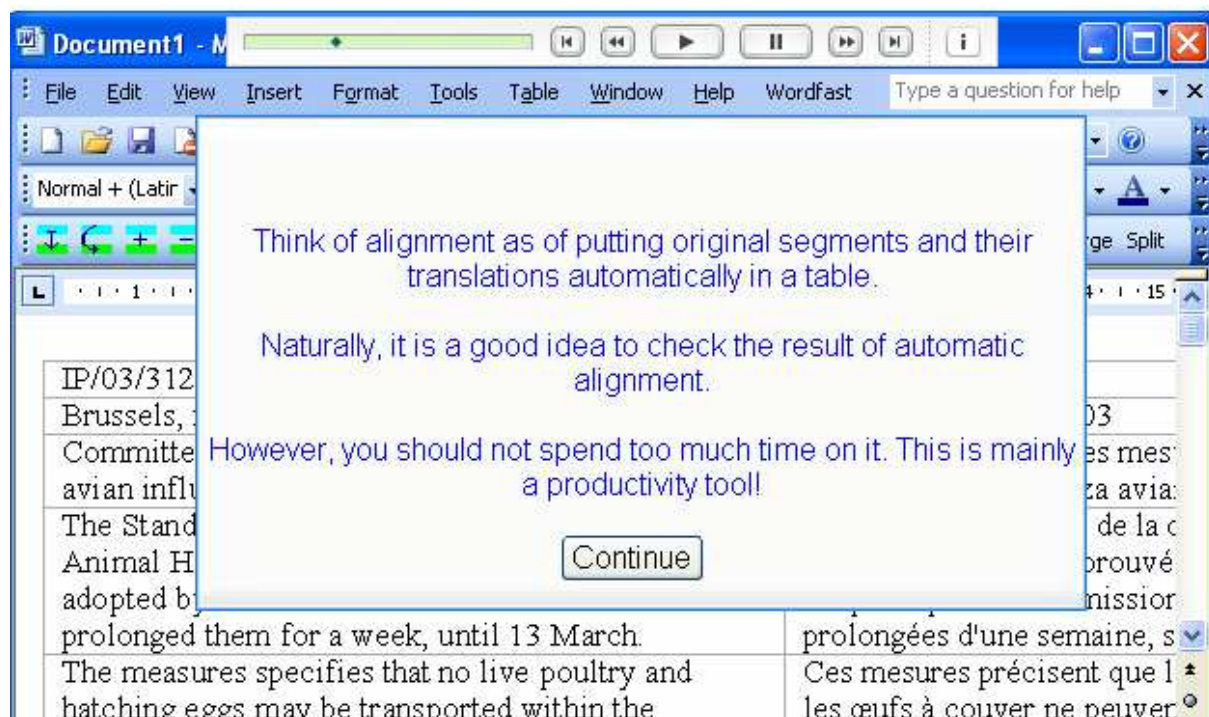 Document1 - M
File Edit View Insert Format Tools Table Window Help Wordfast Type a question for help
Normal + (Latin
Split
1 15
Think of alignment as of putting original segments and their
translations automatically in a table.
Naturally, it is a good idea to check the result of automatic
alignment.
However, you should not spend too much time on it. This is mainly
a productivity tool!
Continue
IP/03/312
Brussels, 03
Committe es mes
avian influ za avia
The Stand de la
Animal H prouvé
adopted by mission
prolonged them for a week, until 13 March. prolongées d'une semaine, s
The measures specifies that no live poultry and Ces mesures précisent que l
hatching eggs may be transported within the les œufs à couver ne peuver